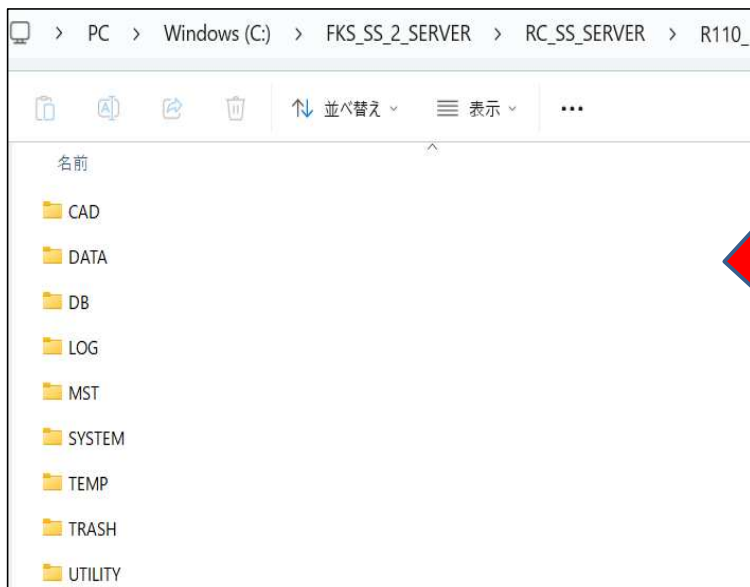 PC > Windows (C:) > FKS_SS_2_SERVER > RC_SS_SERVER > R110_
並べ替え 表示 ...
名前
CAD
DATA
DB
LOG
MST
SYSTEM
TEMP
TRASH
UTILITY